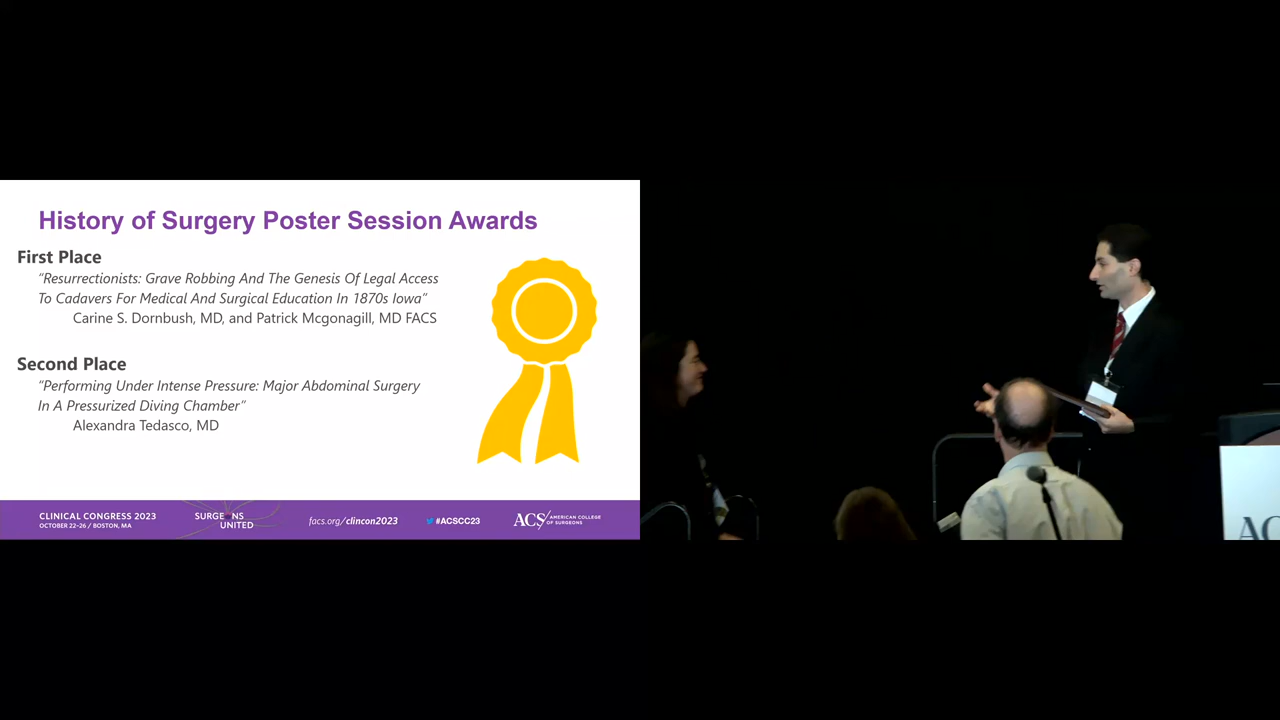 History of Surgery Poster Session Awards
First Place
“Resurrectionists: Grave Robbing And The Genesis Of Legal Access
To Cadavers For Medical And Surgical Education In 1870s Iowa”
Carine S. Dornbush, MD, and Patrick Mcgonagill, MD FACS
Second Place
“Performing Under Intense Pressure: Major Abdominal Surgery
In A Pressurized Diving Chamber”
Alexandra Tedasco, MD
CLINICAL CONGRESS 2023
OCTOBER 22–26 / BOSTON, MA
SURGE NS
UNITED
facs.org/clincon2023
#ACSCC23
ACS/ AMERICAN COLLEGE
OF SURGEONS
ACS